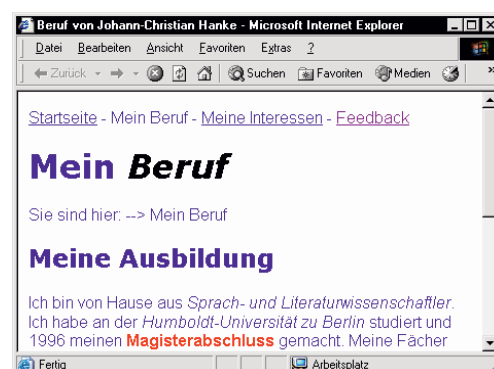 Beruf von Johann-Christian Hanke - Microsoft Internet Explorer
Datei Bearbeiten Ansicht Favoriten Extras ?
Zurück Suchen Favoriten Medien »
Startseite - Mein Beruf - Meine Interessen - Feedback
Mein Beruf
Sie sind hier: --> Mein Beruf
Meine Ausbildung
Ich bin von Hause aus Sprach- und Literaturwissenschaftler.
Ich habe an der Humboldt-Universität zu Berlin studiert und
1996 meinen Magisterabschluss gemacht. Meine Fächer
Fertig Arbeitsplatz